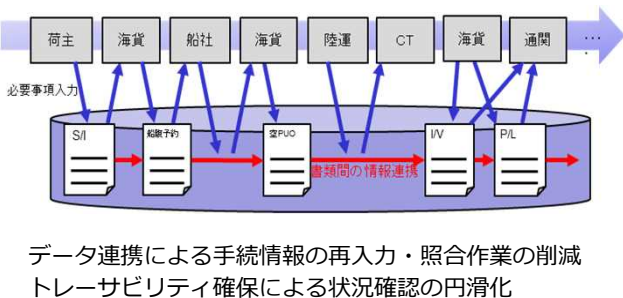 荷主 海貨 船社 海貨 陸運 CT 海貨 通関 ・・・
必要事項入力
S/I 船腹予約 空PUO I/V P/L
書類間の情報連携
データ連携による手続情報の再入力・照合作業の削減
トレーサビリティ確保による状況確認の円滑化